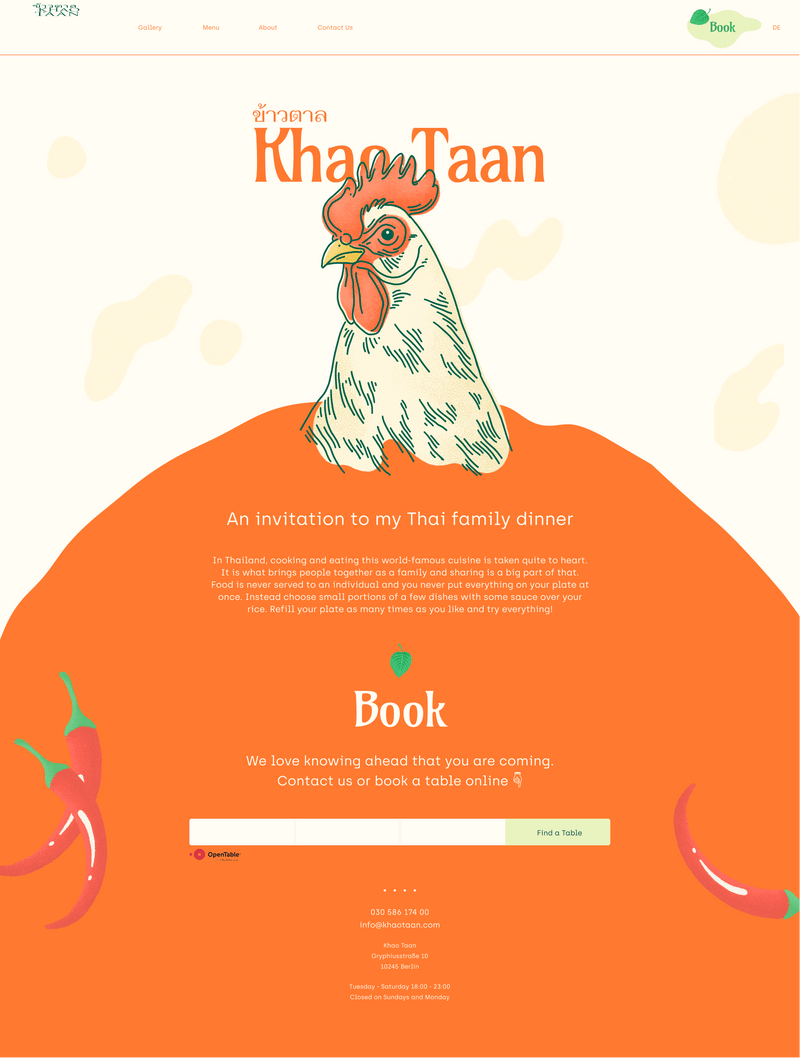 Gallery
Menu
About
Contact Us
Book
DE
ข้าวตาล
Khao Taan
An invitation to my Thai family dinner
In Thailand, cooking and eating this world-famous cuisine is taken quite to heart.
It is what brings people together as a family and sharing is a big part of that.
Food is never served to an individual and you never put everything on your plate at
once. Instead choose small portions of a few dishes with some sauce over your
rice. Refill your plate as many times as you like and try everything!
Book
We love knowing ahead that you are coming.
Contact us or book a table online 👇
Find a Table
OpenTable
030 586 174 00
info@khaotaan.com
Khao Taan
Gryphiusstraße 10
10245 Berlin
Tuesday - Saturday 18:00 - 23:00
Closed on Sundays and Monday